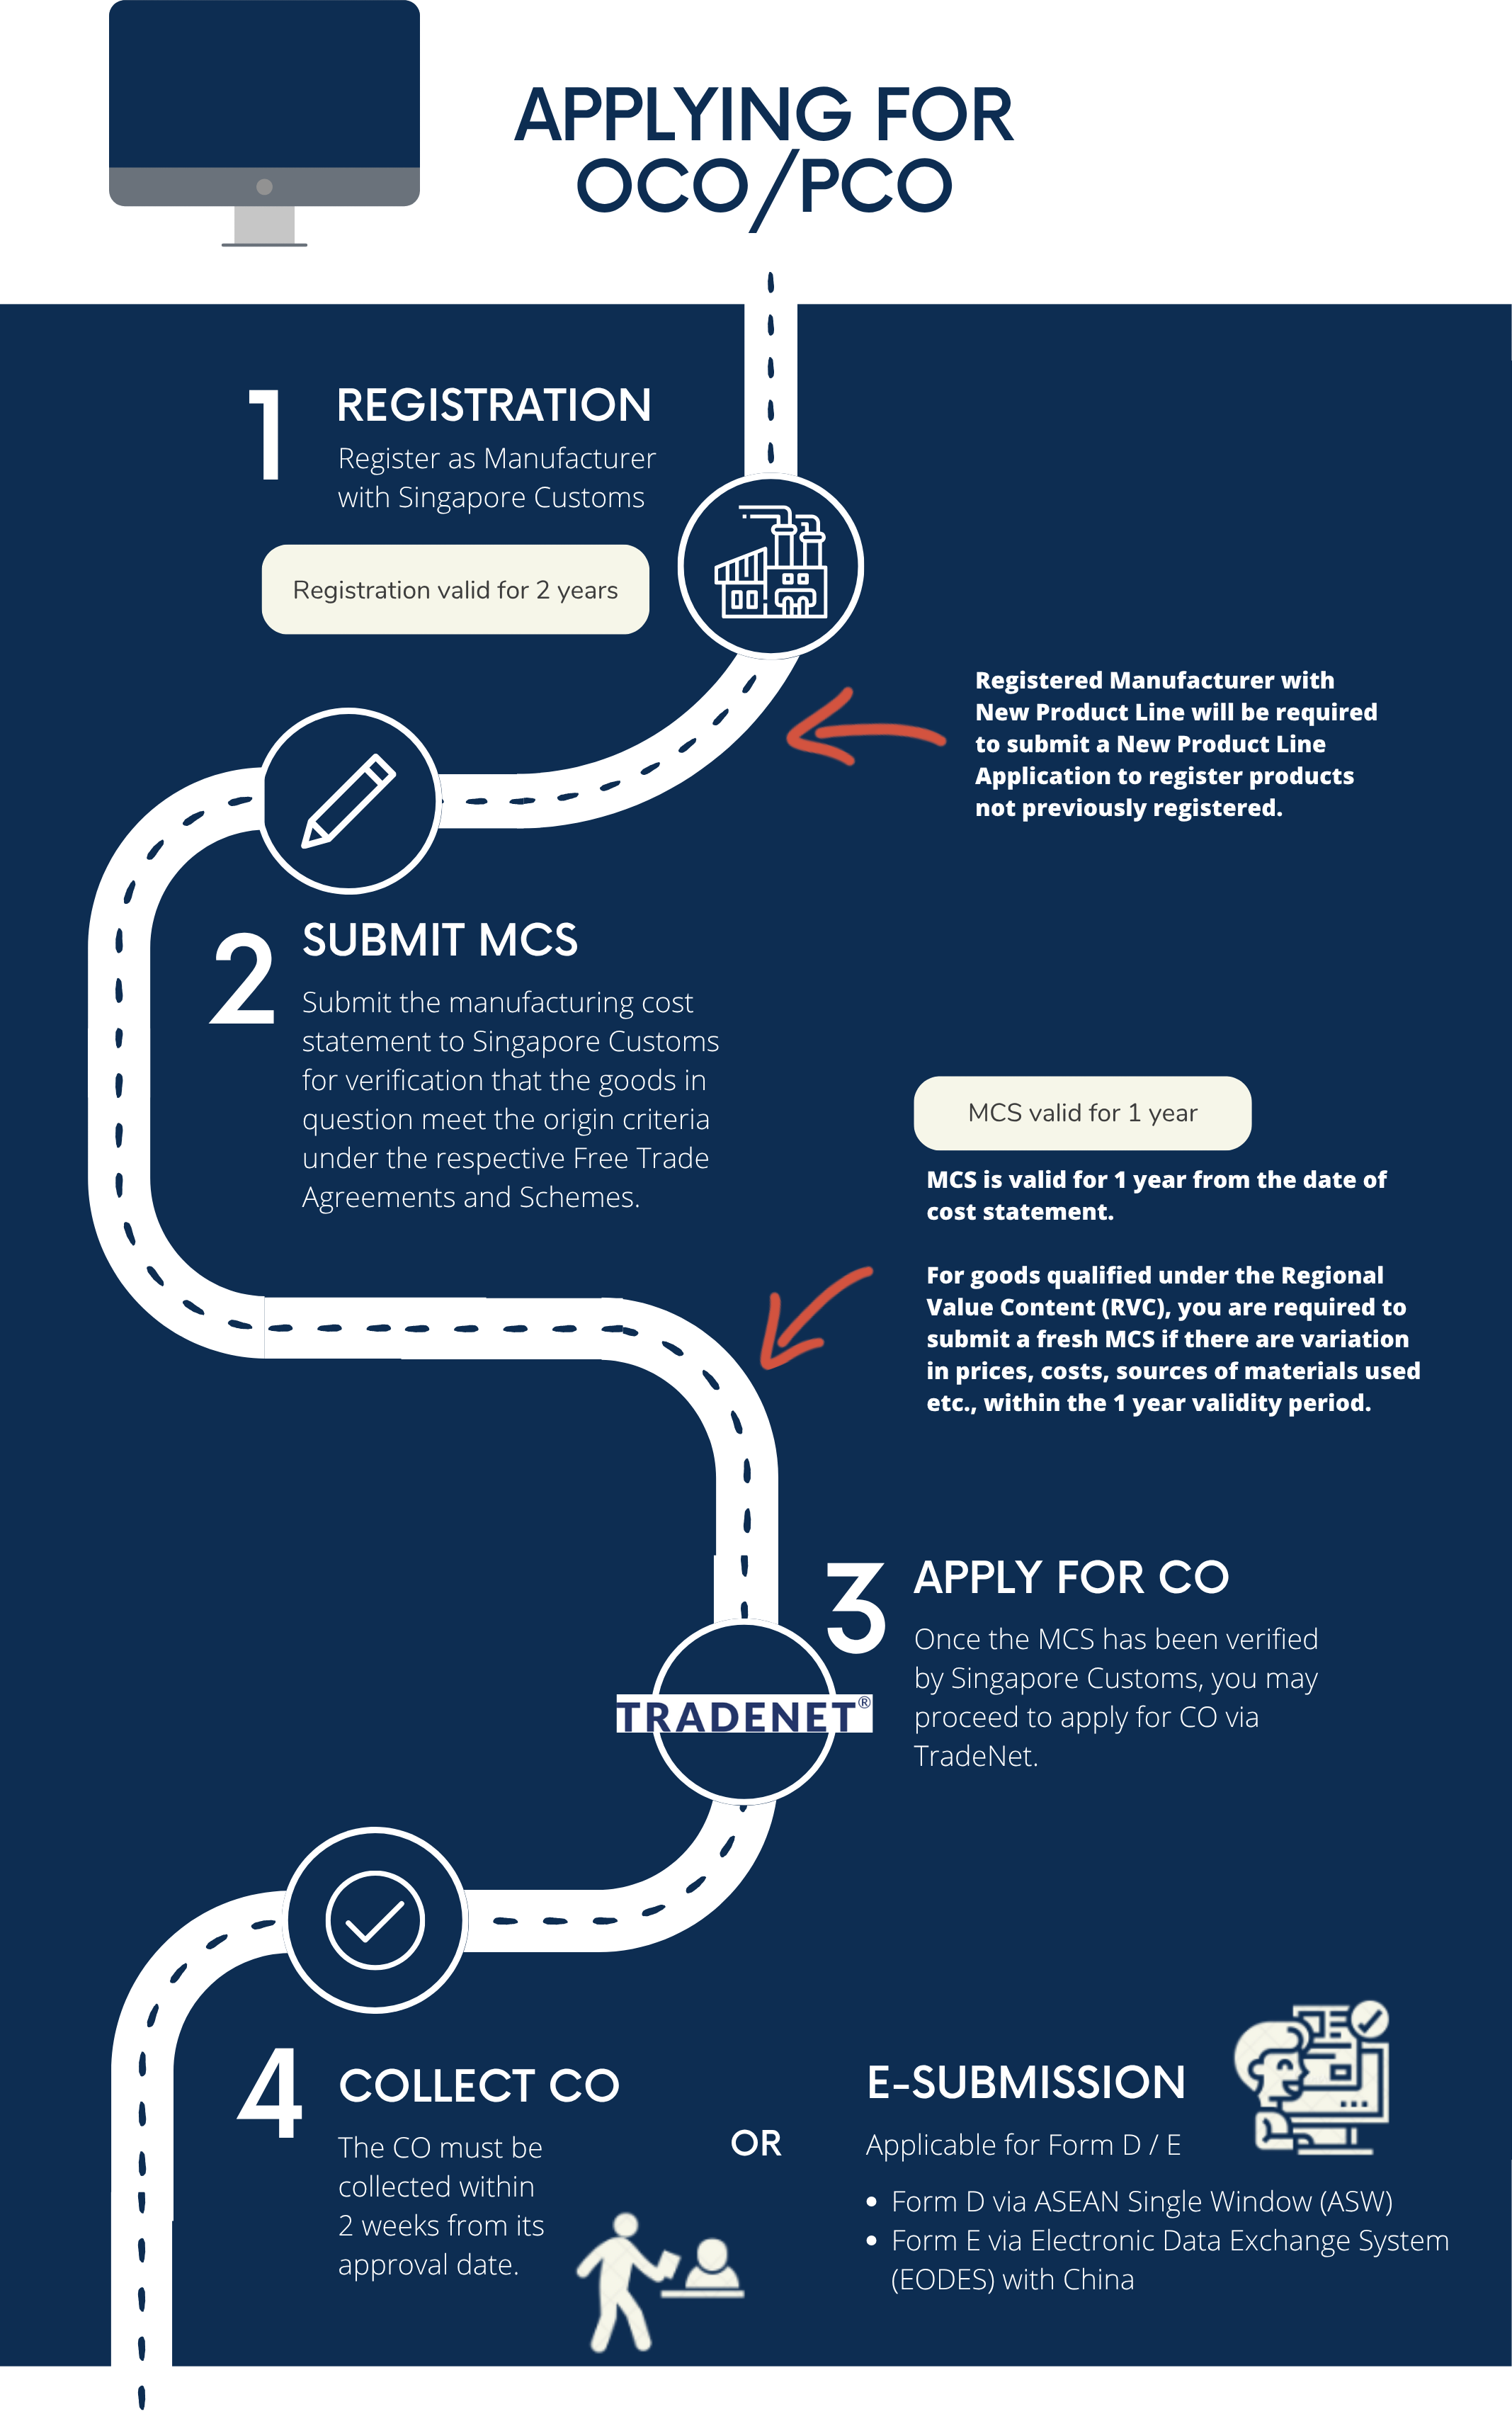 APPLYING FOR
OCO/PCO
1
REGISTRATION
Register as Manufacturer
with Singapore Customs
Registration valid for 2 years
Registered Manufacturer with
New Product Line will be required
to submit a New Product Line
Application to register products
not previously registered.
2
SUBMIT MCS
Submit the manufacturing cost
statement to Singapore Customs
for verification that the goods in
question meet the origin criteria
under the respective Free Trade
Agreements and Schemes.
MCS valid for 1 year
MCS is valid for 1 year from the date of
cost statement.
For goods qualified under the Regional
Value Content (RVC), you are required to
submit a fresh MCS if there are variation
in prices, costs, sources of materials used
etc., within the 1 year validity period.
TRADENET®
3
APPLY FOR CO
Once the MCS has been verified
by Singapore Customs, you may
proceed to apply for CO via
TradeNet.
4
COLLECT CO
The CO must be
collected within
2 weeks from its
approval date.
OR
E-SUBMISSION
Applicable for Form D / E
• Form D via ASEAN Single Window (ASW)
• Form E via Electronic Data Exchange System
(EODES) with China